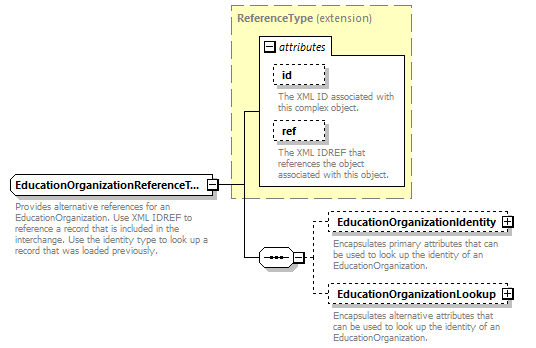 ReferenceType (extension)
attributes
id
The XML ID associated with
this complex object.
ref
The XML IDREF that
references the object
associated with this object.
EducationOrganizationReferenceT...
Provides alternative references for an
EducationOrganization. Use XML IDREF to
reference a record that is included in the
interchange. Use the identity type to look up a
record that was loaded previously.
EducationOrganizationIdentity
Encapsulates primary attributes that can
be used to look up the identity of an
EducationOrganization.
EducationOrganizationLookup
Encapsulates alternative attributes that
can be used to look up the identity of an
EducationOrganization.